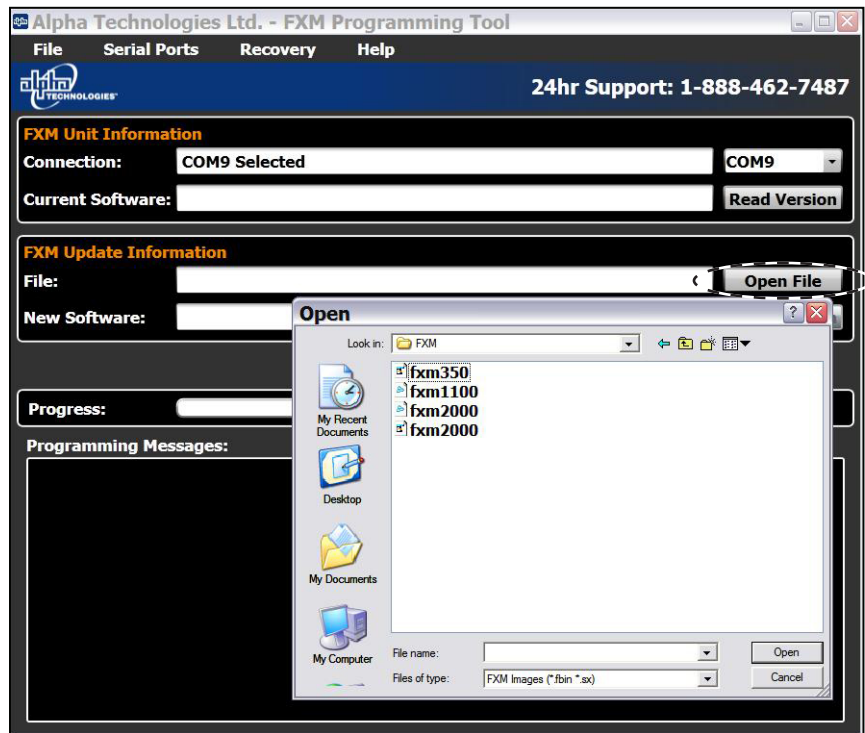 Alpha Technologies Ltd. - FXM Programming Tool
File Serial Ports Recovery Help
alpha
TECHNOLOGIES
24hr Support: 1-888-462-7487
FXM Unit Information
Connection: COM9 Selected COM9
Current Software: Read Version
FXM Update Information
File: Open File
New Software:
Open
Look in: FXM
fxm350
fxm1100
fxm2000
fxm2000
My Recent
Documents
Desktop
My Documents
My Computer
File name: Open
Files of type: FXM Images (*.fbin *.sx) Cancel
Progress:
Programming Messages: